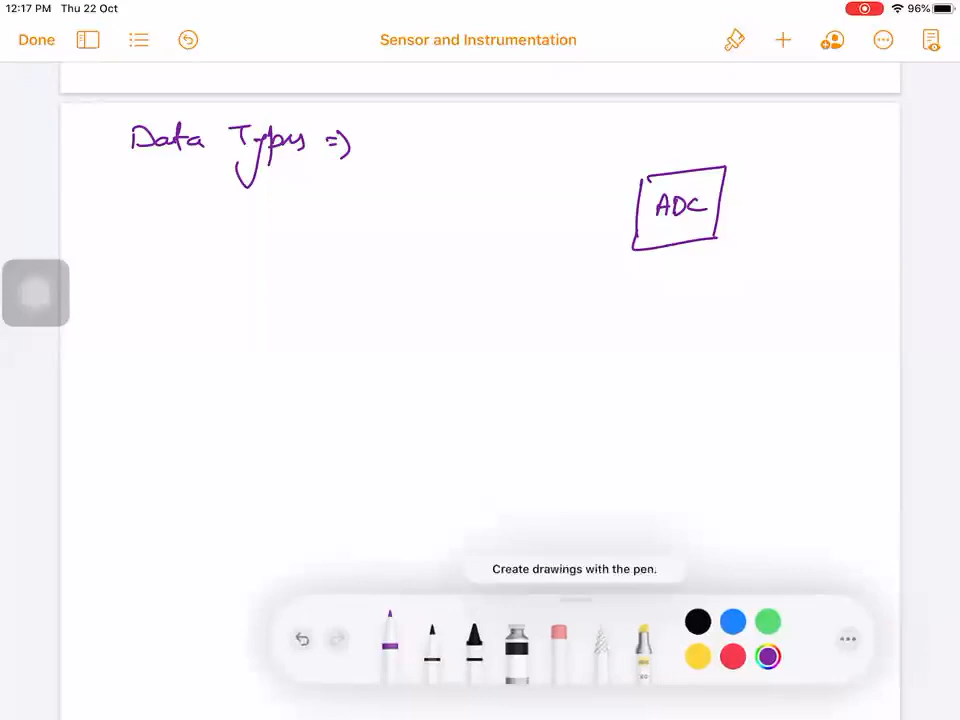 12:17 PM Thu 22 Oct 96%
Done Sensor and Instrumentation
Data Types =>
ADC
Create drawings with the pen.